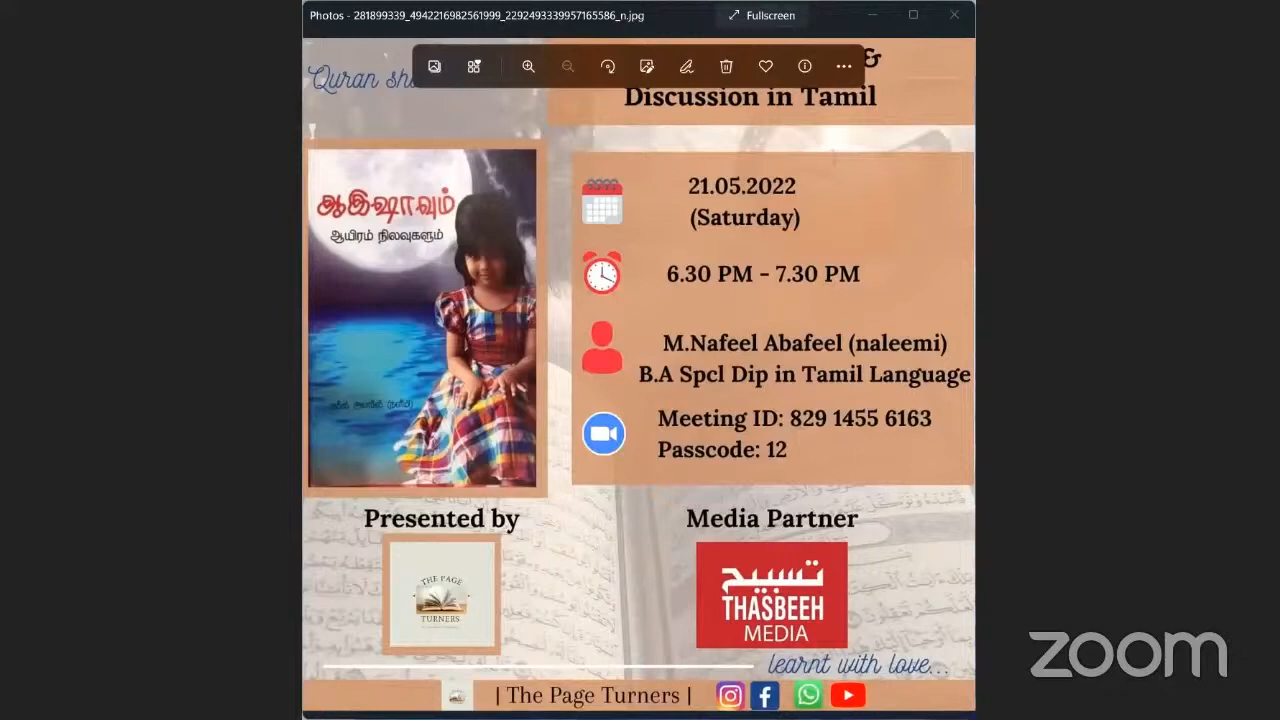 Photos - 281899339_4942216982561999_2292493339957165586_n.jpg
Fullscreen
Quran
&
Discussion in Tamil
ஆஇஷாவும்
ஆயிரம் நிலவுகளும்
21.05.2022
(Saturday)
6.30 PM - 7.30 PM
M.Nafeel Abafeel (naleemi)
B.A Spcl Dip in Tamil Language
Meeting ID: 829 1455 6163
Passcode: 12
Presented by
THE PAGE
TURNERS
Media Partner
تسبيح
THASBEEH
MEDIA
learnt with love...
| The Page Turners |
zoom